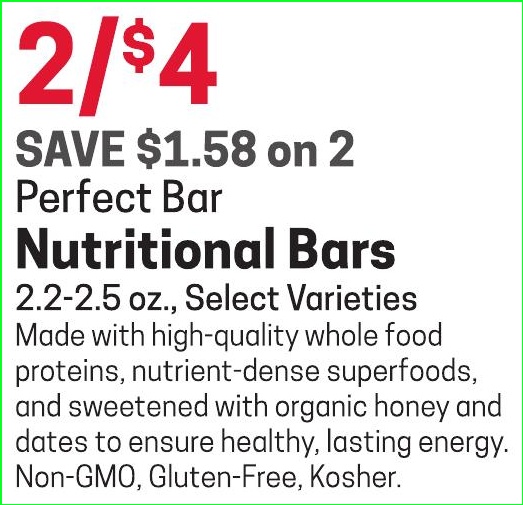 2/$4
SAVE $1.58 on 2
Perfect Bar
Nutritional Bars
2.2-2.5 oz., Select Varieties
Made with high-quality whole food
proteins, nutrient-dense superfoods,
and sweetened with organic honey and
dates to ensure healthy, lasting energy.
Non-GMO, Gluten-Free, Kosher.